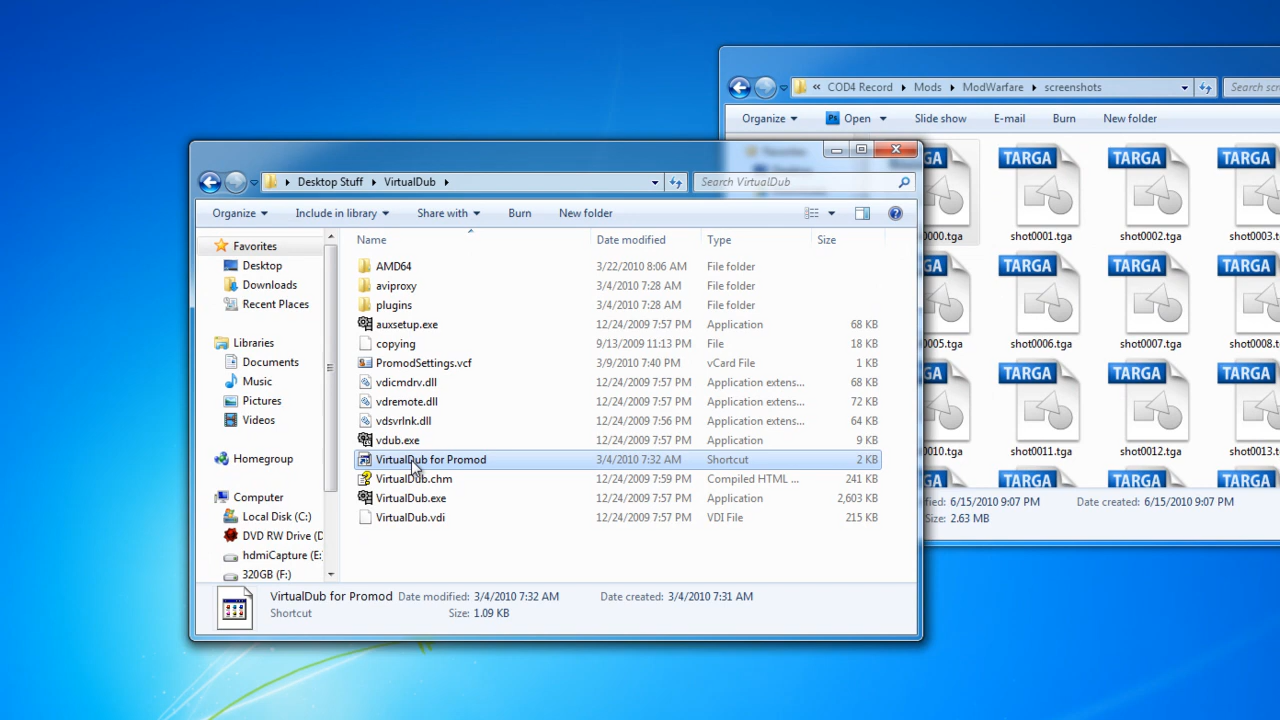 « COD4 Record ▸ Mods ▸ ModWarfare ▸ screenshots
Organize Open Slide show E-mail Burn New folder
TARGA TARGA TARGA
0000.tga shot0001.tga shot0002.tga shot0003.t
TARGA TARGA TARGA
005.tga shot0006.tga shot0007.tga shot0008.t
TARGA TARGA TARGA
010.tga shot0011.tga shot0012.tga shot0013.t
TARGA TARGA TARGA
fied: 6/15/2010 9:07 PM Date created: 6/15/2010 9:07 PM
Size: 2.63 MB
Desktop Stuff ▸ VirtualDub ▸ Search VirtualDub
Organize Include in library Share with Burn New folder
Favorites
Desktop
Downloads
Recent Places
Libraries
Documents
Music
Pictures
Videos
Homegroup
Computer
Local Disk (C:)
DVD RW Drive (D
hdmiCapture (E:
320GB (F:)
Name Date modified Type Size
AMD64 3/22/2010 8:06 AM File folder
aviproxy 3/4/2010 7:28 AM File folder
plugins 3/4/2010 7:28 AM File folder
auxsetup.exe 12/24/2009 7:57 PM Application 68 KB
copying 9/13/2009 11:13 PM File 18 KB
PromodSettings.vcf 3/9/2010 7:40 PM vCard File 1 KB
vdicmdrv.dll 12/24/2009 7:57 PM Application extens... 68 KB
vdremote.dll 12/24/2009 7:57 PM Application extens... 72 KB
vdsvrlnk.dll 12/24/2009 7:56 PM Application extens... 64 KB
vdub.exe 12/24/2009 7:57 PM Application 9 KB
VirtualDub for Promod 3/4/2010 7:32 AM Shortcut 2 KB
VirtualDub.chm 12/24/2009 7:59 PM Compiled HTML ... 241 KB
VirtualDub.exe 12/24/2009 7:57 PM Application 2,603 KB
VirtualDub.vdi 12/24/2009 7:57 PM VDI File 215 KB
VirtualDub for Promod Date modified: 3/4/2010 7:32 AM Date created: 3/4/2010 7:31 AM
Shortcut Size: 1.09 KB